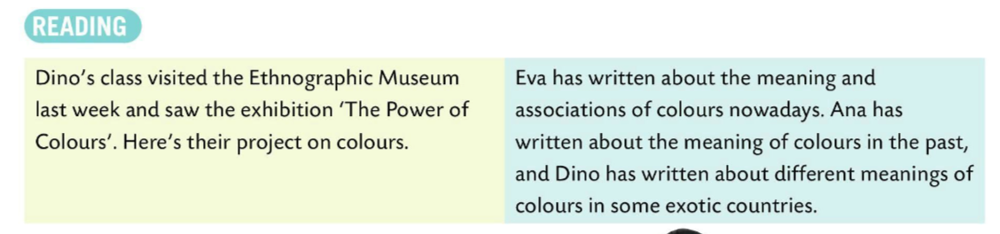 READING
Dino’s class visited the Ethnographic Museum
last week and saw the exhibition ‘The Power of
Colours’. Here’s their project on colours.
Eva has written about the meaning and
associations of colours nowadays. Ana has
written about the meaning of colours in the past,
and Dino has written about different meanings of
colours in some exotic countries.